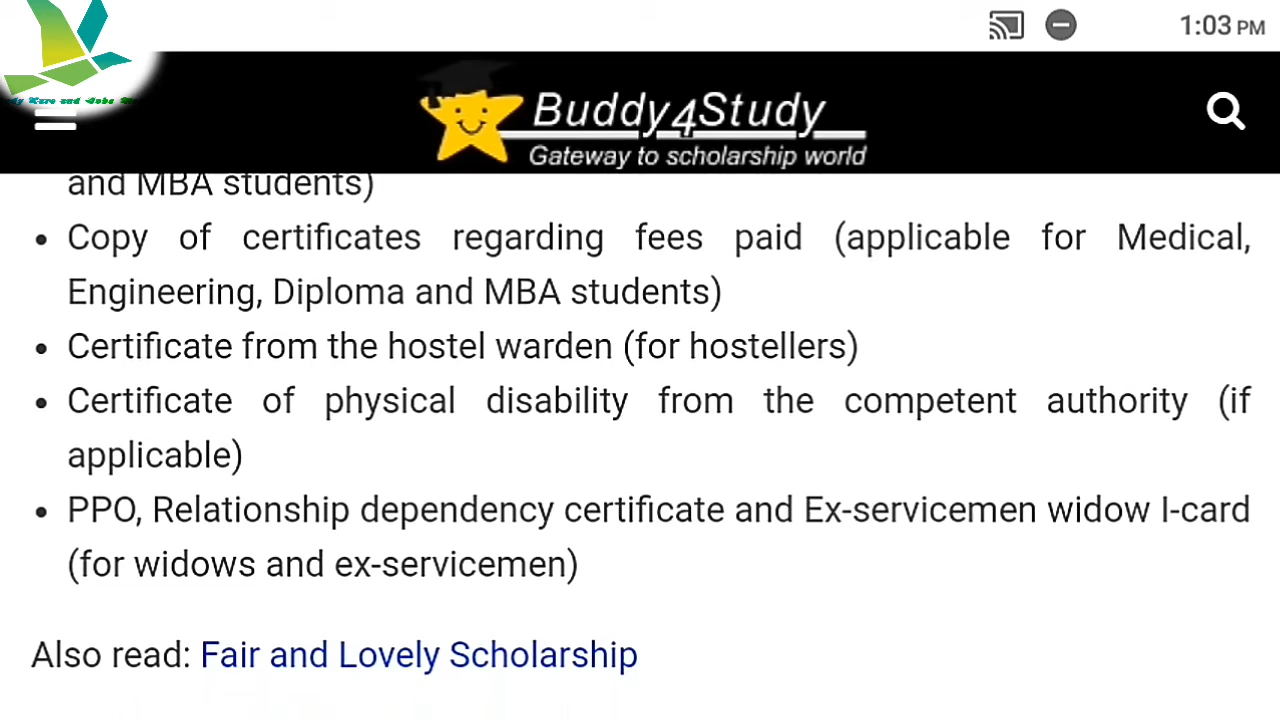 1:03 PM
Buddy4Study
Gateway to scholarship world
and MBA students)
• Copy of certificates regarding fees paid (applicable for Medical,
Engineering, Diploma and MBA students)
• Certificate from the hostel warden (for hostellers)
• Certificate of physical disability from the competent authority (if
applicable)
• PPO, Relationship dependency certificate and Ex-servicemen widow I-card
(for widows and ex-servicemen)
Also read: Fair and Lovely Scholarship